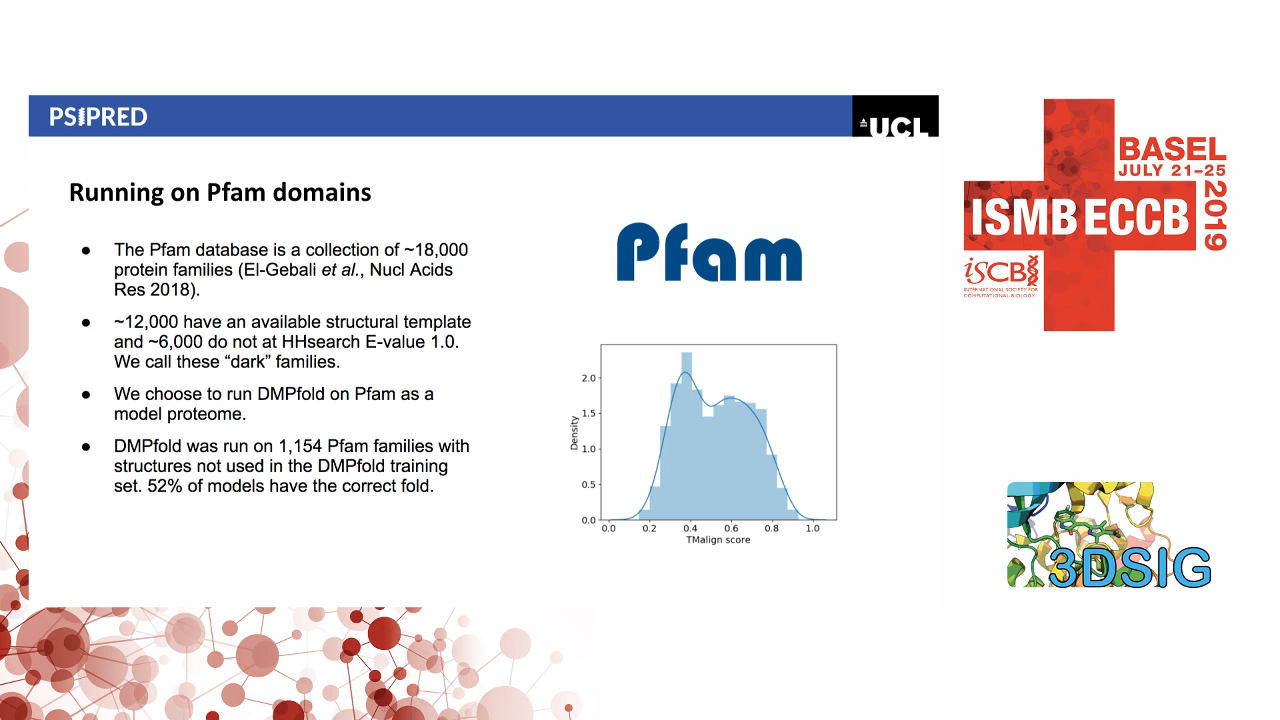 PSIPRED
UCL
Running on Pfam domains
● The Pfam database is a collection of ~18,000
protein families (El-Gebali et al., Nucl Acids
Res 2018).
● ~12,000 have an available structural template
and ~6,000 do not at HHsearch E-value 1.0.
We call these “dark” families.
● We choose to run DMPfold on Pfam as a
model proteome.
● DMPfold was run on 1,154 Pfam families with
structures not used in the DMPfold training
set. 52% of models have the correct fold.
Pfam
2.0
1.5
1.0
0.5
0.0
Density
0.0 0.2 0.4 0.6 0.8 1.0
TMalign score
BASEL
JULY 21–25
2019
ISMB ECCB
iSCB
INTERNATIONAL SOCIETY FOR
COMPUTATIONAL BIOLOGY
3DSIG